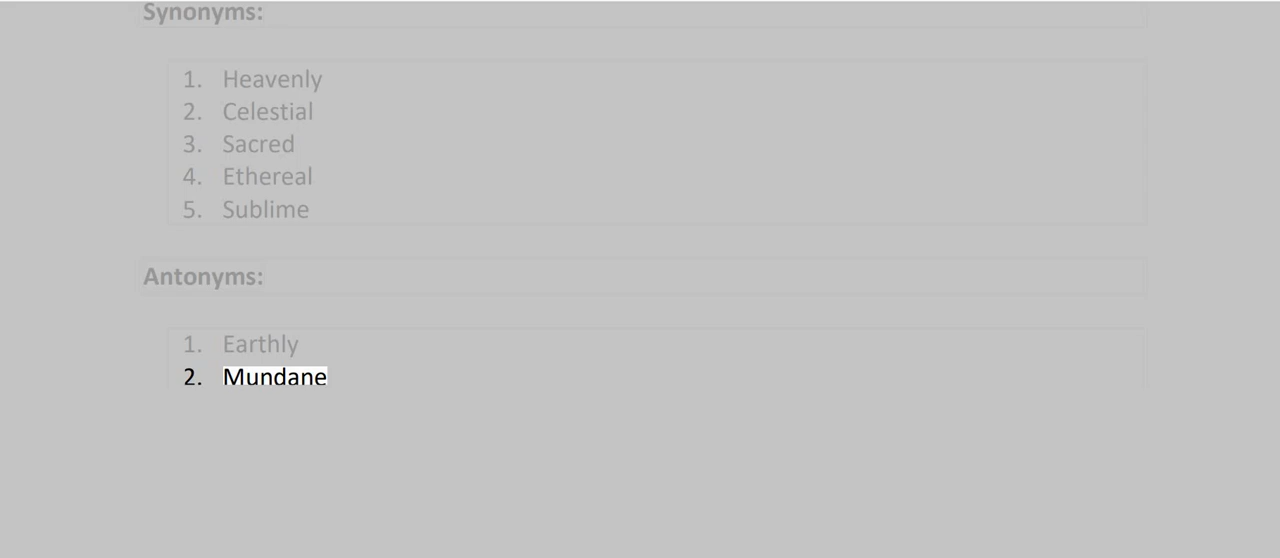 Synonyms:
1. Heavenly
2. Celestial
3. Sacred
4. Ethereal
5. Sublime
Antonyms:
1. Earthly
2. Mundane